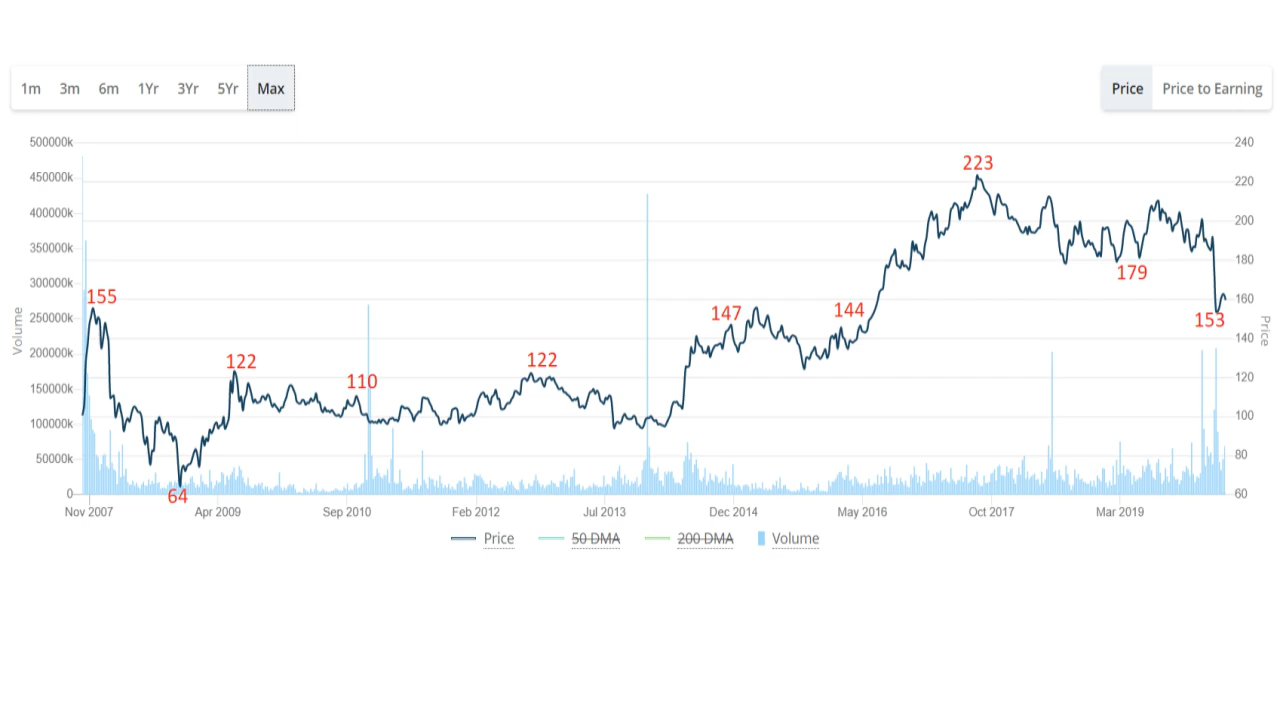 1m 3m 6m 1Yr 3Yr 5Yr Max Price Price to Earning
500000k 240
450000k 220
400000k 200
350000k 180
300000k 160
250000k 140
200000k 120
150000k 100
100000k 80
50000k 60
0
Volume
Price
223
155
179
147
144
153
122
122
110
64
Nov 2007 Apr 2009 Sep 2010 Feb 2012 Jul 2013 Dec 2014 May 2016 Oct 2017 Mar 2019
Price 50 DMA 200 DMA Volume